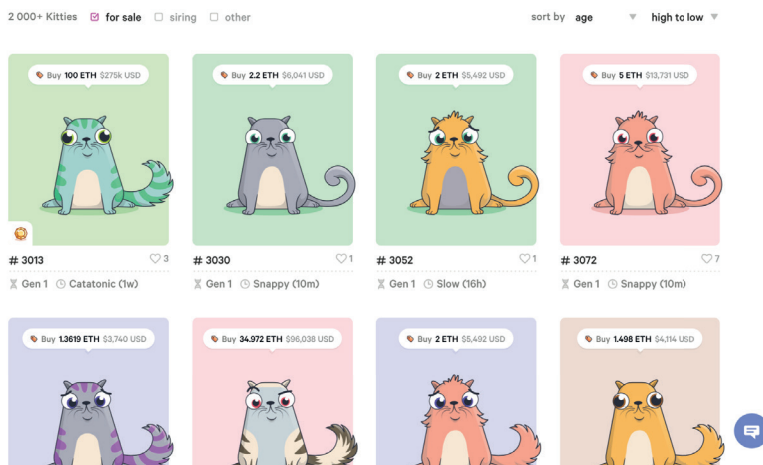 2 000+ Kitties for sale siring other sort by age high to low
Buy 100 ETH $275k USD
Buy 2.2 ETH $6,041 USD
Buy 2 ETH $5,492 USD
Buy 5 ETH $13,731 USD
# 3013 3
# 3030 1
# 3052 1
# 3072 7
Gen 1 Catatonic (1w)
Gen 1 Snappy (10m)
Gen 1 Slow (16h)
Gen 1 Snappy (10m)
Buy 1.3619 ETH $3,740 USD
Buy 34.972 ETH $96,038 USD
Buy 2 ETH $5,492 USD
Buy 1.498 ETH $4,114 USD